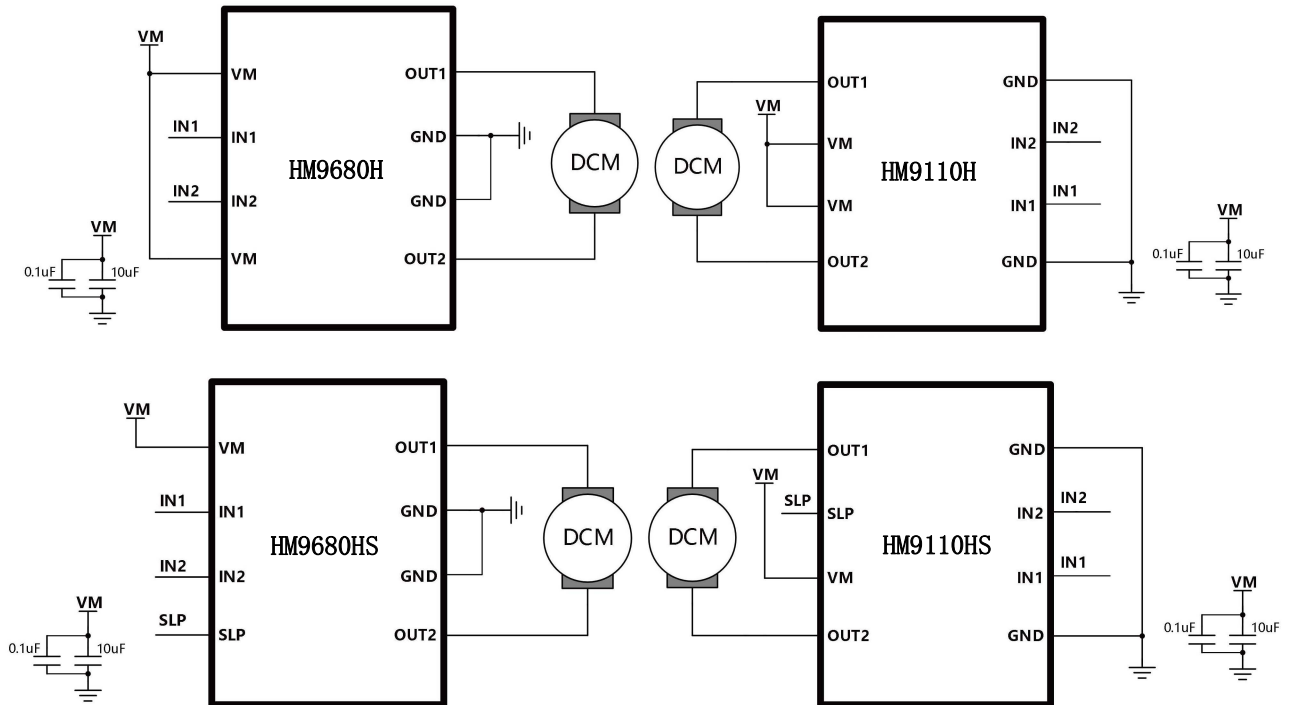 VM
VM OUT1
IN1 IN1 GND
HM9680H
DCM
IN2 IN2 GND
VM
0.1uF 10uF
VM OUT2
OUT1 GND
VM
VM IN2 IN2
DCM
HM9110H
VM IN1 IN1
OUT2 GND
VM
0.1uF 10uF
VM
VM OUT1
IN1 IN1 GND
HM9680HS
DCM
IN2 IN2 GND
VM
SLP SLP OUT2
0.1uF 10uF
OUT1 GND
VM
SLP SLP IN2 IN2
DCM
HM9110HS
VM IN1 IN1
OUT2 GND
VM
0.1uF 10uF